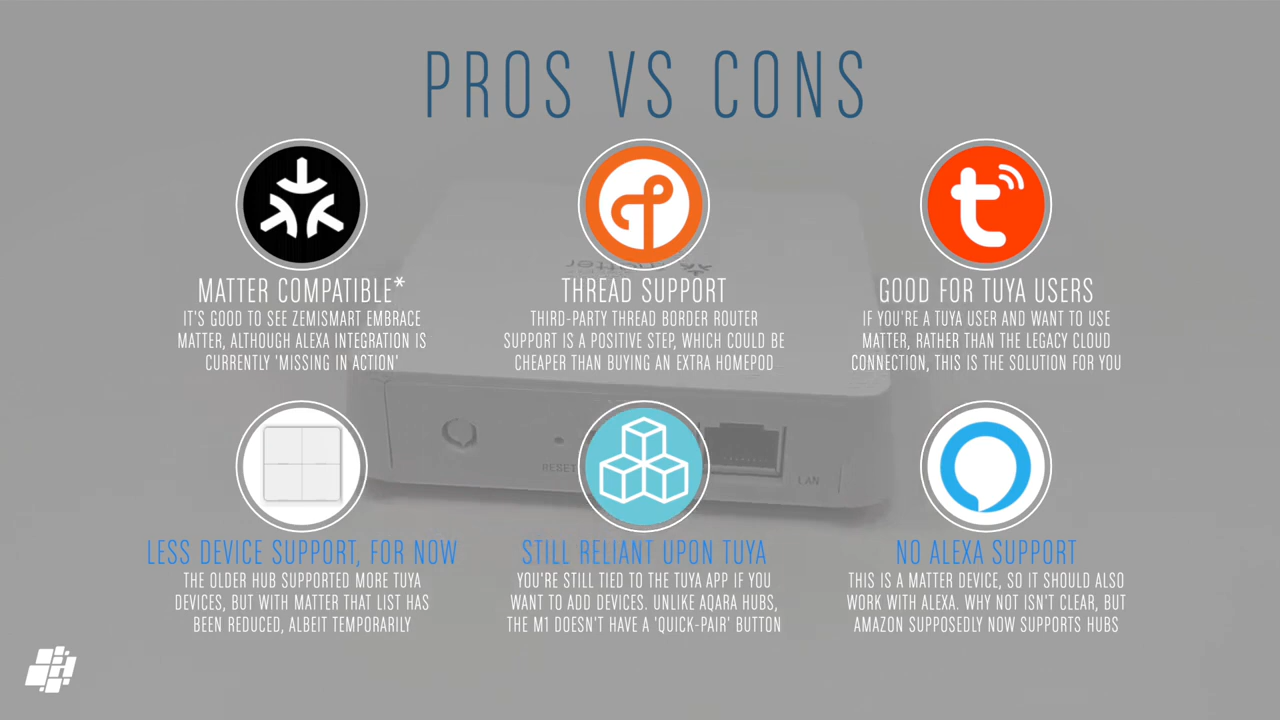 PROS VS CONS
MATTER COMPATIBLE*
IT'S GOOD TO SEE ZEMISMART EMBRACE
MATTER, ALTHOUGH ALEXA INTEGRATION IS
CURRENTLY 'MISSING IN ACTION'
THREAD SUPPORT
THIRD-PARTY THREAD BORDER ROUTER
SUPPORT IS A POSITIVE STEP, WHICH COULD BE
CHEAPER THAN BUYING AN EXTRA HOMEPOD
GOOD FOR TUYA USERS
IF YOU'RE A TUYA USER AND WANT TO USE
MATTER, RATHER THAN THE LEGACY CLOUD
CONNECTION, THIS IS THE SOLUTION FOR YOU
matter
RESET
LAN
LESS DEVICE SUPPORT, FOR NOW
THE OLDER HUB SUPPORTED MORE TUYA
DEVICES, BUT WITH MATTER THAT LIST HAS
BEEN REDUCED, ALBEIT TEMPORARILY
STILL RELIANT UPON TUYA
YOU'RE STILL TIED TO THE TUYA APP IF YOU
WANT TO ADD DEVICES. UNLIKE AQARA HUBS,
THE M1 DOESN'T HAVE A 'QUICK-PAIR' BUTTON
NO ALEXA SUPPORT
THIS IS A MATTER DEVICE, SO IT SHOULD ALSO
WORK WITH ALEXA. WHY NOT ISN'T CLEAR, BUT
AMAZON SUPPOSEDLY NOW SUPPORTS HUBS